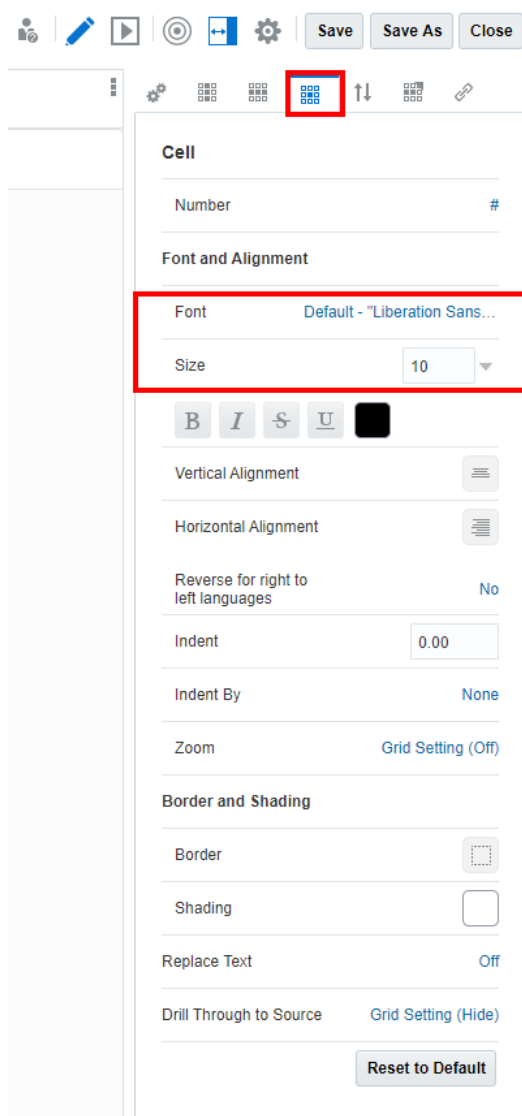 Save
Save As
Close
Cell
Number
#
Font and Alignment
Font
Default - "Liberation Sans...
Size
10
B I S U
Vertical Alignment
Horizontal Alignment
Reverse for right to
left languages
No
Indent
0.00
Indent By
None
Zoom
Grid Setting (Off)
Border and Shading
Border
Shading
Replace Text
Off
Drill Through to Source
Grid Setting (Hide)
Reset to Default